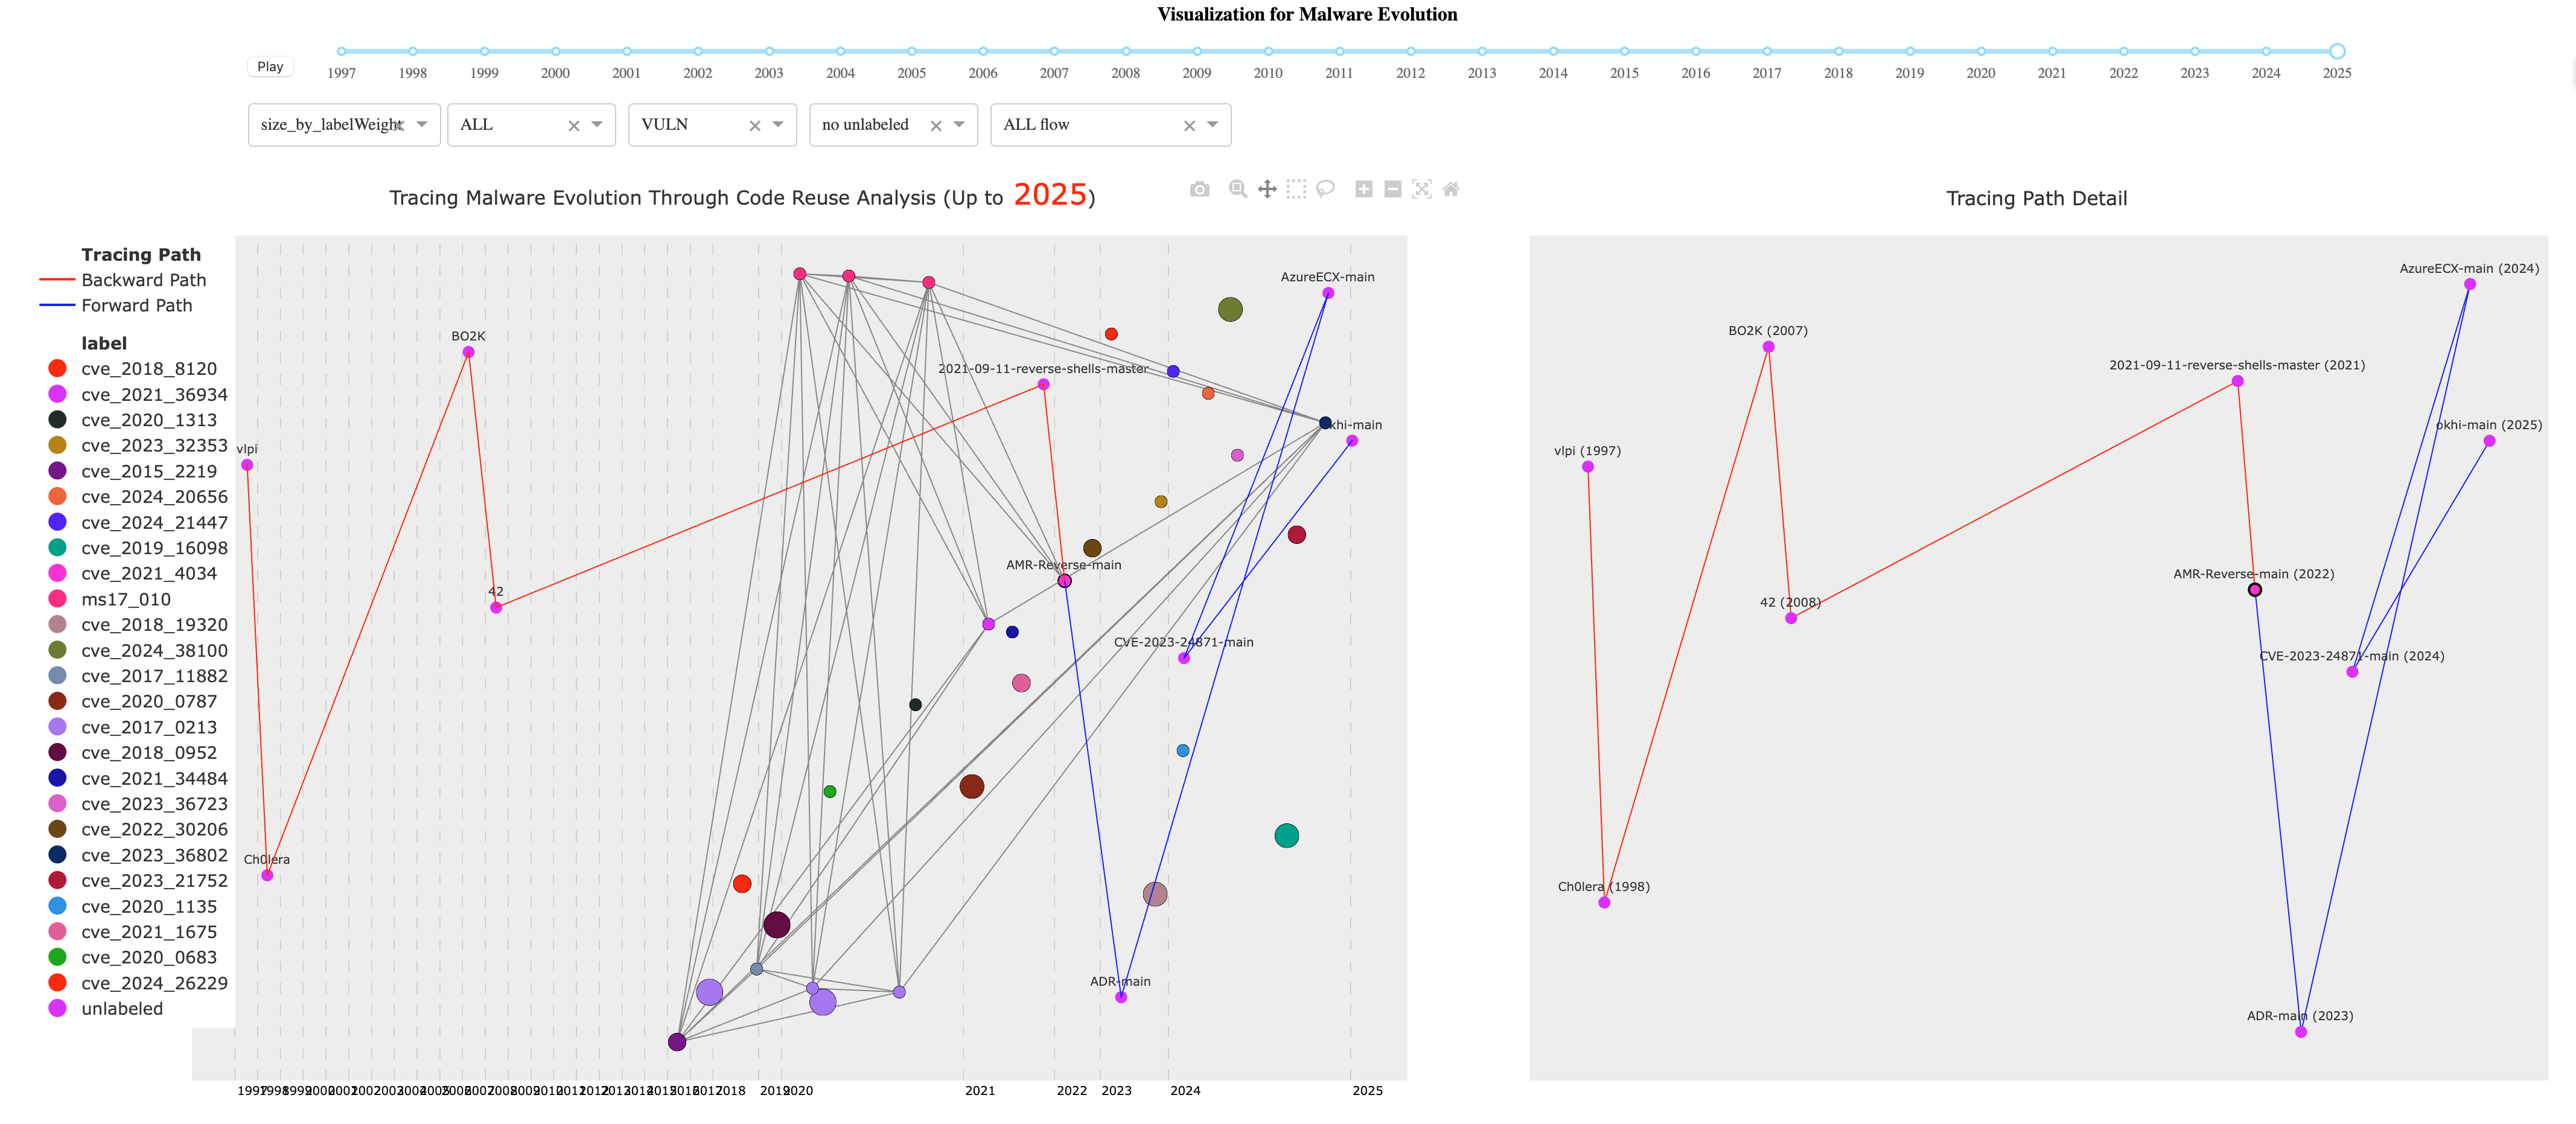 Visualization for Malware Evolution
Play
1997 1998 1999 2000 2001 2002 2003 2004 2005 2006 2007 2008 2009 2010 2011 2012 2013 2014 2015 2016 2017 2018 2019 2020 2021 2022 2023 2024 2025
size_by_labelWeight ALL VULN no unlabeled ALL flow
Tracing Malware Evolution Through Code Reuse Analysis (Up to 2025)
Tracing Path
Backward Path
Forward Path
label
cve_2018_8120
cve_2021_36934
cve_2020_1313
cve_2023_32353
cve_2015_2219
cve_2024_20656
cve_2024_21447
cve_2019_16098
cve_2021_4034
ms17_010
cve_2018_19320
cve_2024_38100
cve_2017_11882
cve_2020_0787
cve_2017_0213
cve_2018_0952
cve_2021_34484
cve_2023_36723
cve_2022_30206
cve_2023_36802
cve_2023_21752
cve_2020_1135
cve_2021_1675
cve_2020_0683
cve_2024_26229
unlabeled
AzureECX-main
BO2K
2021-09-11-reverse-shells-master
khi-main
vlpi
AMR-Reverse-main
42
CVE-2023-24871-main
Ch0lera
ADR-main
1997 1998 1999 2000 2001 2002 2003 2004 2005 2006 2007 2008 2009 2010 2011 2012 2013 2014 2015 2016 2017 2018 2019 2020 2021 2022 2023 2024 2025
Tracing Path Detail
AzureECX-main (2024)
BO2K (2007)
2021-09-11-reverse-shells-master (2021)
okhi-main (2025)
vlpi (1997)
AMR-Reverse-main (2022)
42 (2008)
CVE-2023-24871-main (2024)
Ch0lera (1998)
ADR-main (2023)